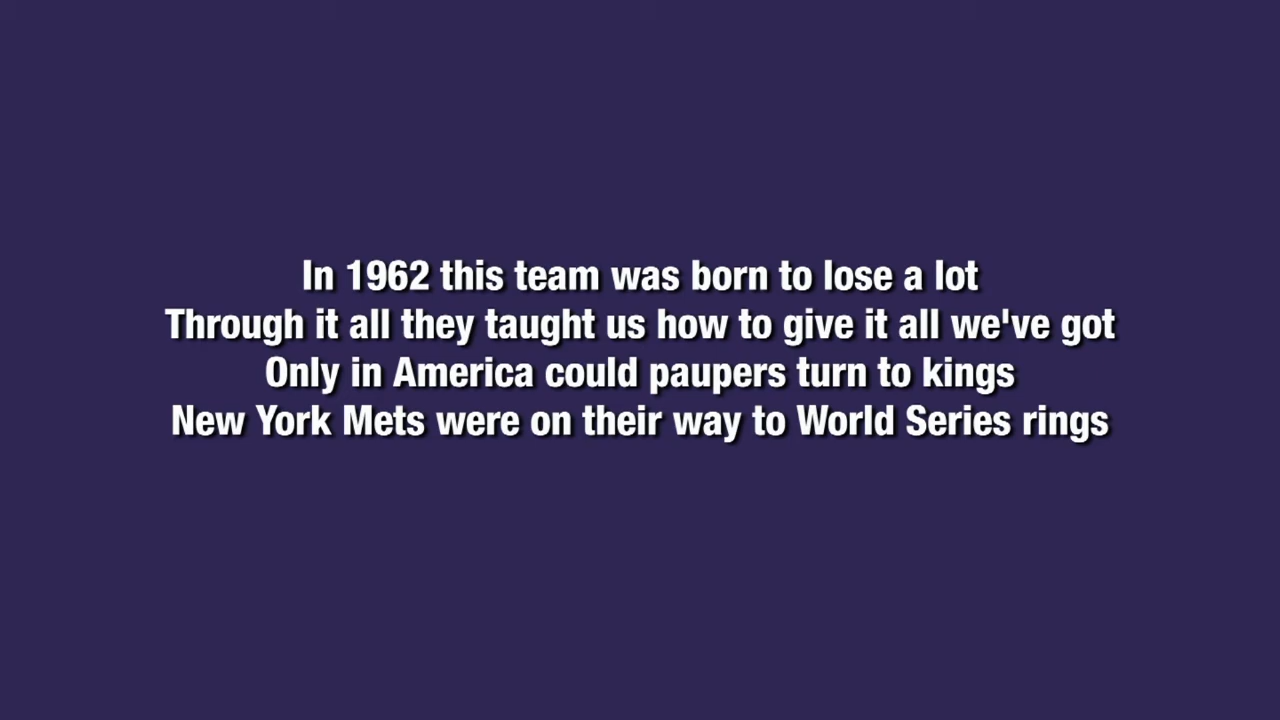 In 1962 this team was born to lose a lot
Through it all they taught us how to give it all we've got
Only in America could paupers turn to kings
New York Mets were on their way to World Series rings